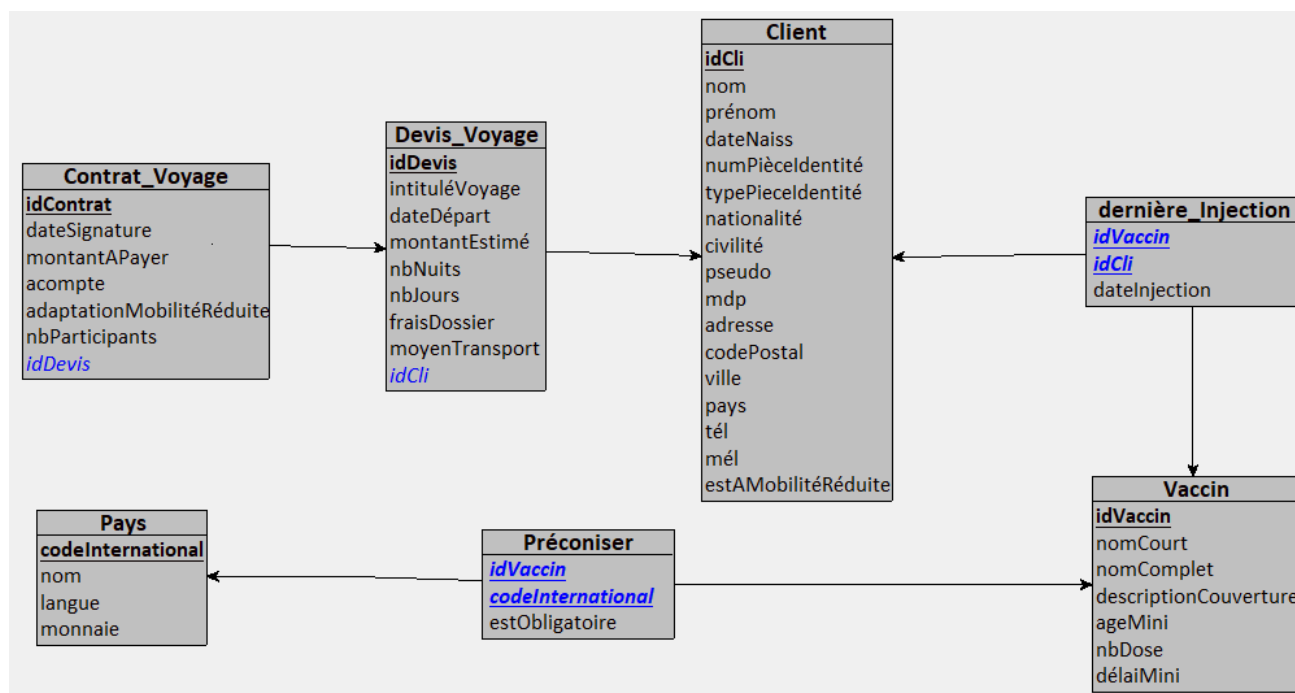 Client
idCli
nom
prénom
dateNaiss
numPièceIdentité
typePieceIdentité
nationalité
civilité
pseudo
mdp
adresse
codePostal
ville
pays
tél
mél
estAMobilitéRéduite
Devis_Voyage
idDevis
intituléVoyage
dateDépart
montantEstimé
nbNuits
nbJours
fraisDossier
moyenTransport
idCli
Contrat_Voyage
idContrat
dateSignature
montantAPayer
acompte
adaptationMobilitéRéduite
nbParticipants
idDevis
dernière_Injection
idVaccin
idCli
dateInjection
Vaccin
idVaccin
nomCourt
nomComplet
descriptionCouverture
ageMini
nbDose
délaiMini
Pays
codeInternational
nom
langue
monnaie
Préconiser
idVaccin
codeInternational
estObligatoire